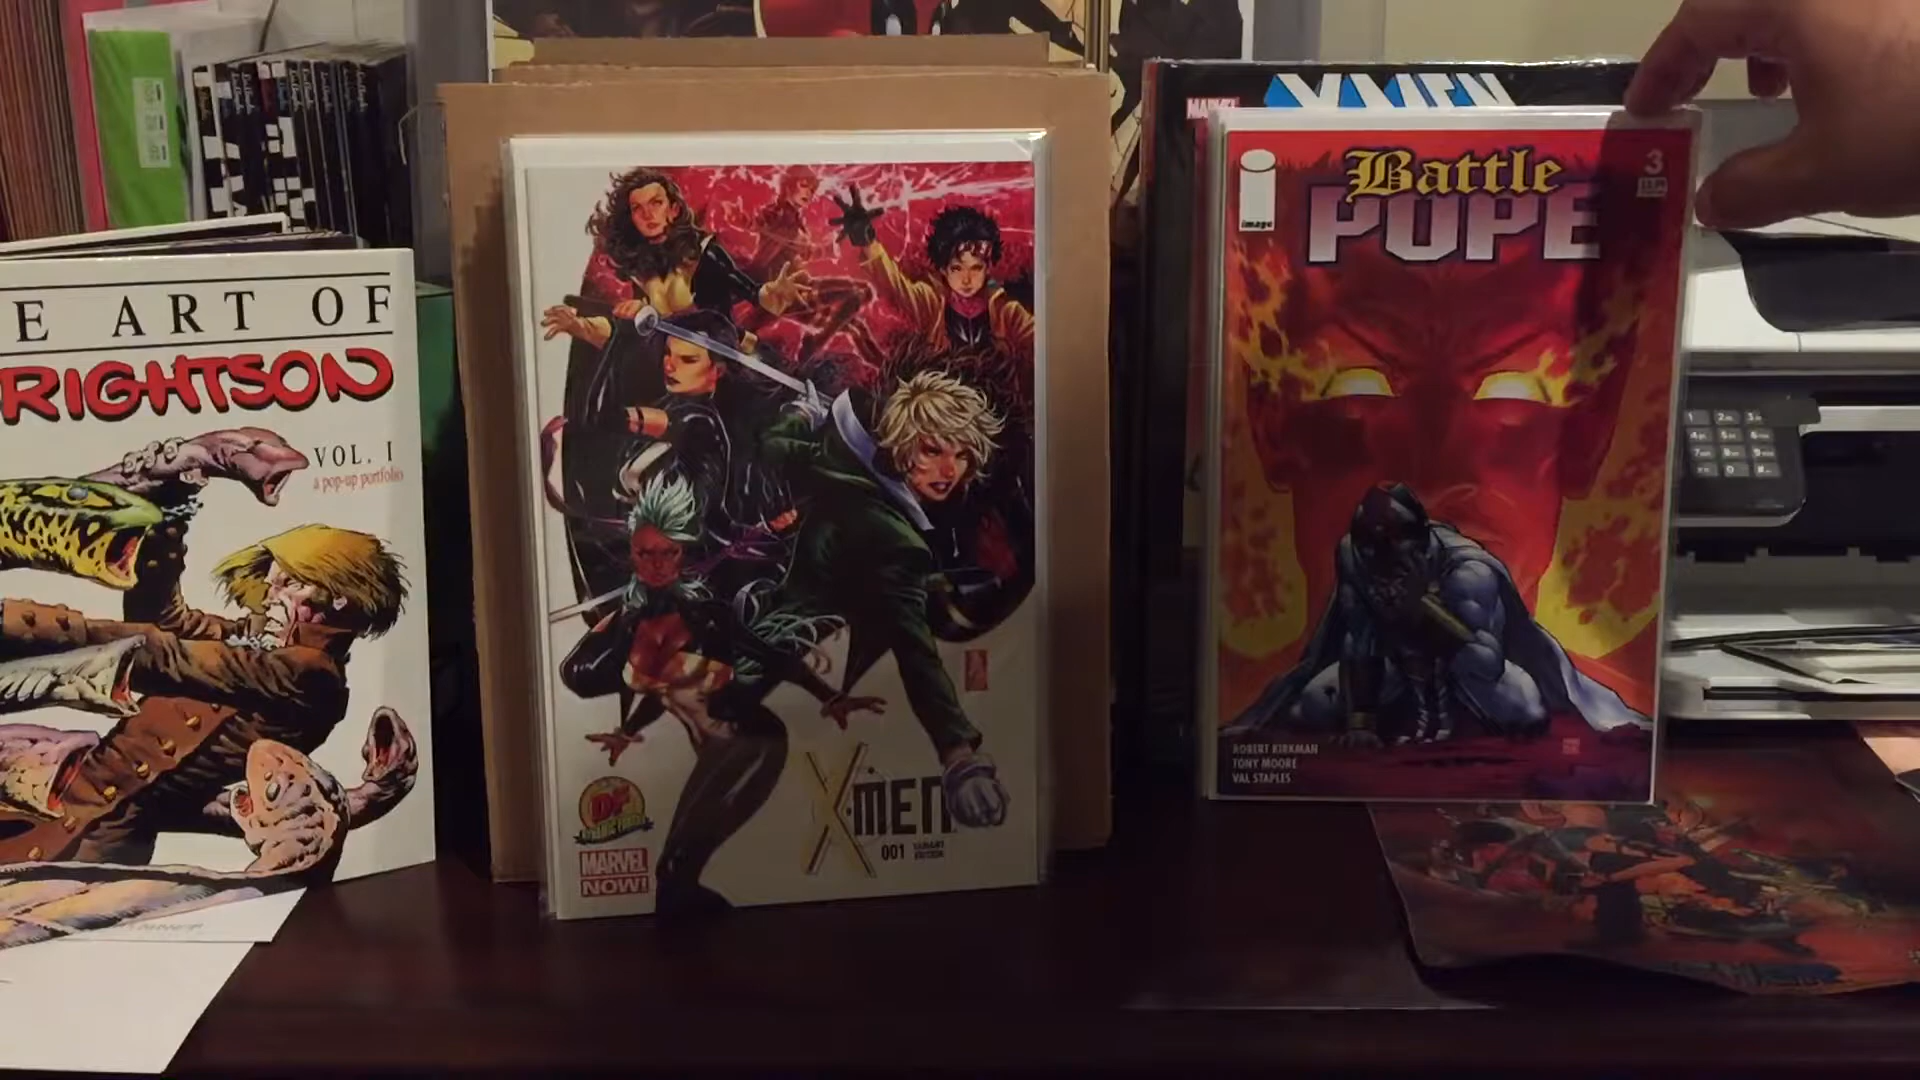 E ART OF
RIGHTSON
VOL. I
a pop-up portfolio
DF
MARVEL
NOW!
X-MEN
001 VARIANT
EDITION
MARVEL
X-MEN
image
Battle
POPE
3
ROBERT KIRKMAN
TONY MOORE
VAL STAPLES